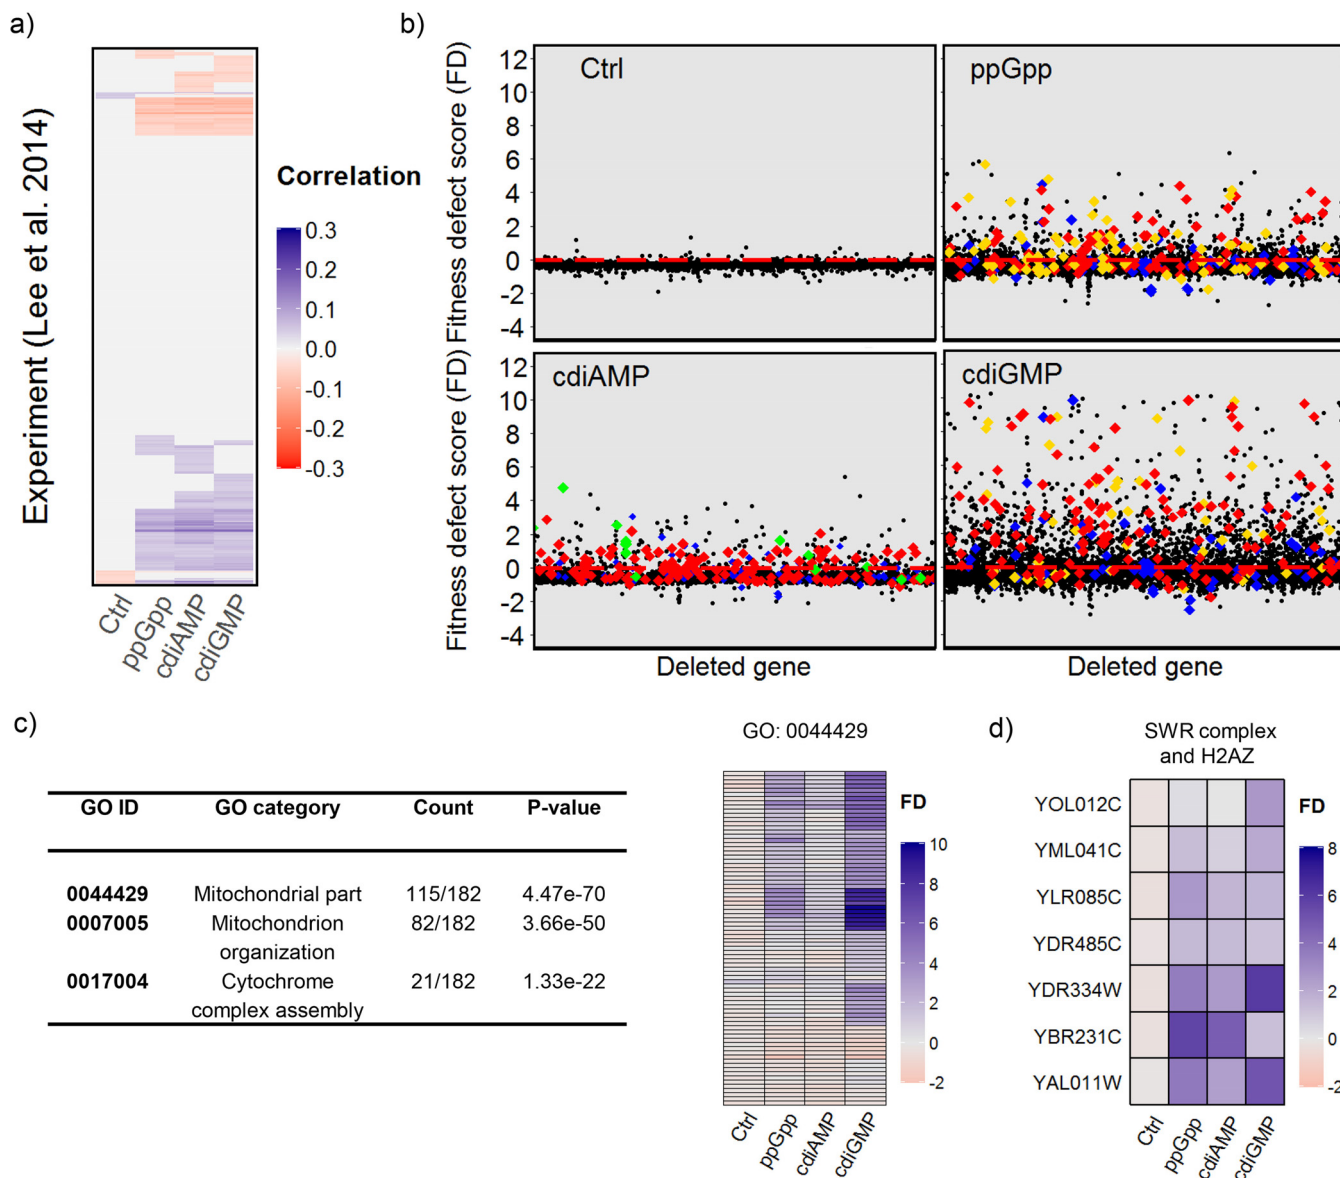 a)
Experiment (Lee et al. 2014)
Correlation
0.3
0.2
0.1
0.0
-0.1
-0.2
-0.3
Ctrl
ppGpp
cdiAMP
cdiGMP
b)
Fitness defect score (FD)
12
10
8
6
4
2
0
-2
-4
Ctrl
ppGpp
Fitness defect score (FD)
12
10
8
6
4
2
0
-2
-4
cdiAMP
cdiGMP
Deleted gene
Deleted gene
c)
GO ID GO category Count P-value
0044429 Mitochondrial part 115/182 4.47e-70
0007005 Mitochondrion 82/182 3.66e-50
organization
0017004 Cytochrome 21/182 1.33e-22
complex assembly
GO: 0044429
FD
10
8
6
4
2
0
-2
Ctrl
ppGpp
cdiAMP
cdiGMP
d)
SWR complex
and H2AZ
YOL012C
YML041C
YLR085C
YDR485C
YDR334W
YBR231C
YAL011W
FD
8
6
4
2
0
-2
Ctrl
ppGpp
cdiAMP
cdiGMP